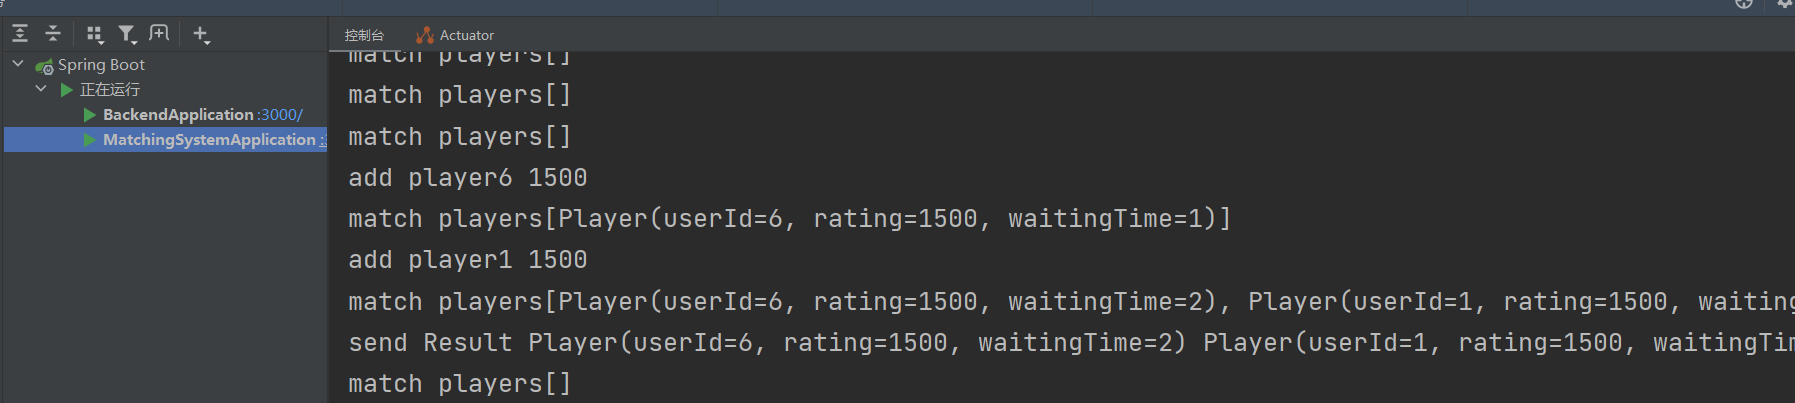 控制台 Actuator
Spring Boot
正在运行
BackendApplication :3000/
MatchingSystemApplication
match players[]
match players[]
match players[]
add player6 1500
match players[Player(userId=6, rating=1500, waitingTime=1)]
add player1 1500
match players[Player(userId=6, rating=1500, waitingTime=2), Player(userId=1, rating=1500, waiting
send Result Player(userId=6, rating=1500, waitingTime=2) Player(userId=1, rating=1500, waitingTim
match players[]